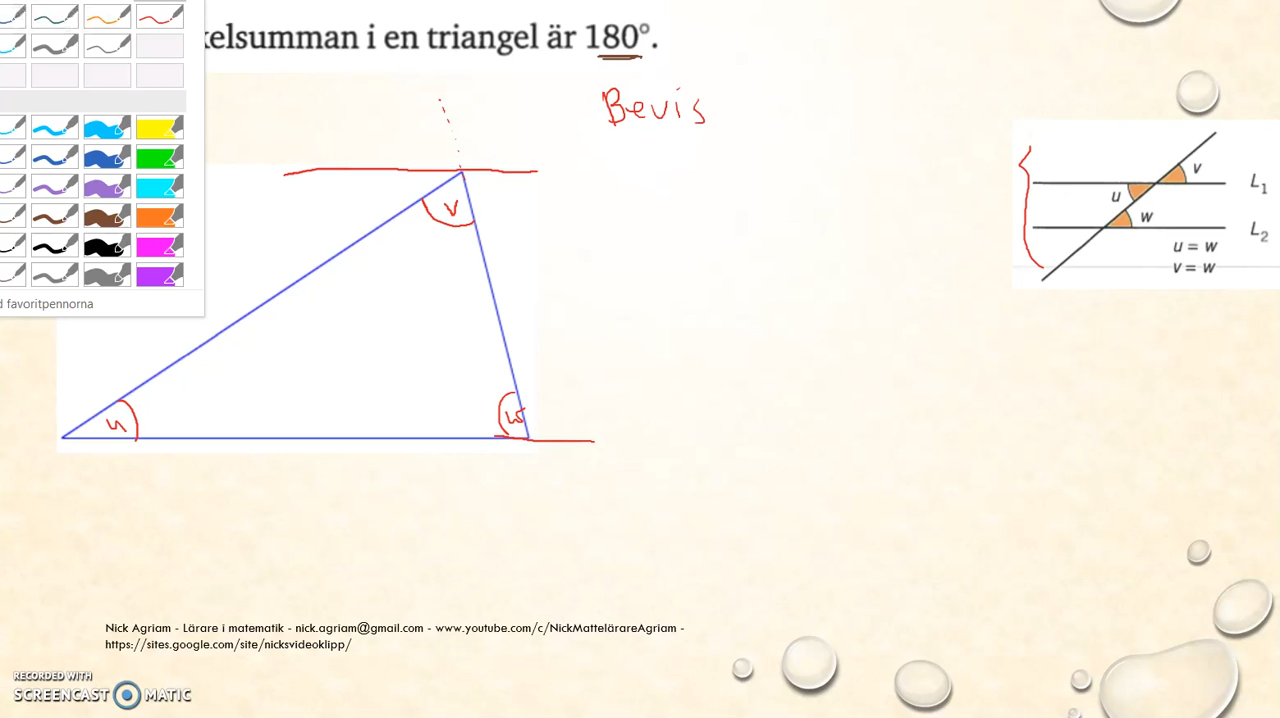 kelsumman i en triangel är 180°.
Bevis
v
v
L₁
u
w
L₂
u = w
v = w
d favoritpennorna
u
w
Nick Agriam - Lärare i matematik - nick.agriam@gmail.com - www.youtube.com/c/NickMattelärareAgriam -
https://sites.google.com/site/nicksvideoklipp/
RECORDED WITH
SCREENCAST MATIC